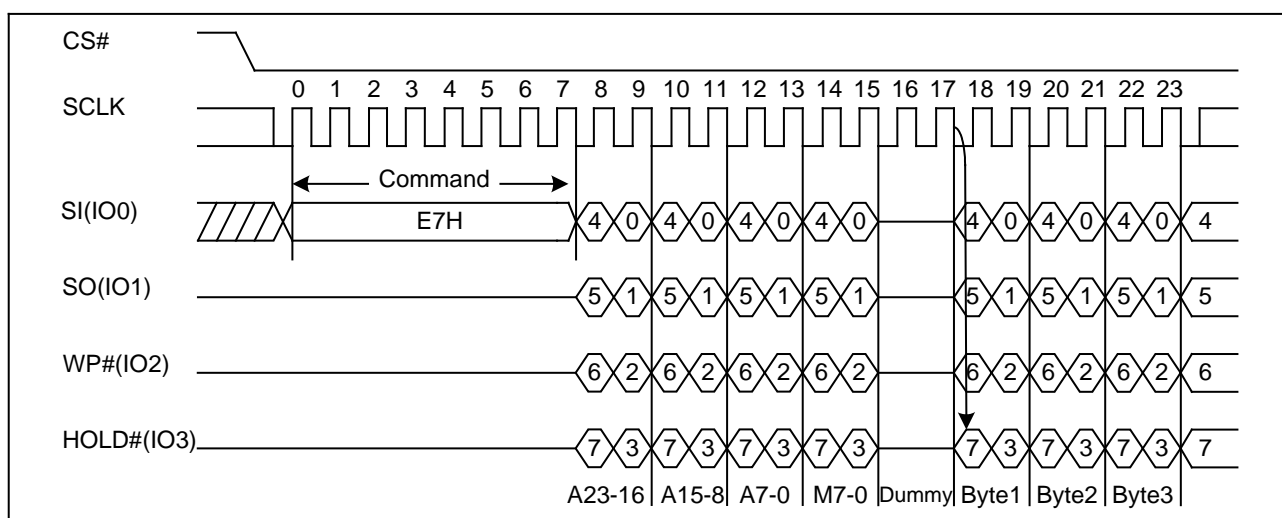 CS#
0 1 2 3 4 5 6 7 8 9 10 11 12 13 14 15 16 17 18 19 20 21 22 23
SCLK
Command
SI(IO0) E7H 4 0 4 0 4 0 4 0 4 0 4 0 4 0 4
SO(IO1) 5 1 5 1 5 1 5 1 5 1 5 1 5 1 5
WP#(IO2) 6 2 6 2 6 2 6 2 6 2 6 2 6 2 6
HOLD#(IO3) 7 3 7 3 7 3 7 3 7 3 7 3 7 3 7
A23-16 A15-8 A7-0 M7-0 Dummy Byte1 Byte2 Byte3